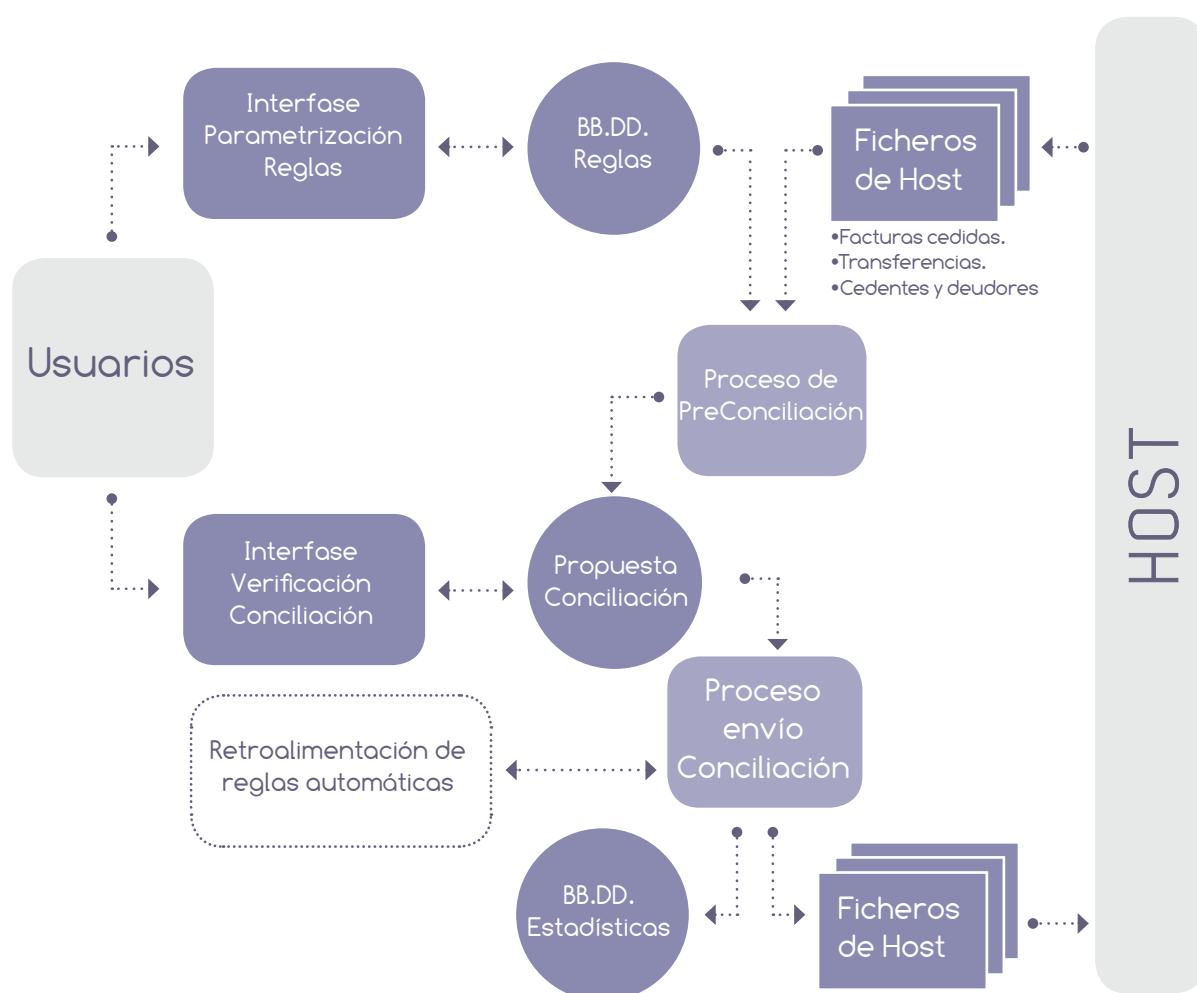 Interfase
Parametrización
Reglas
BB.DD.
Reglas
Ficheros
de Host
•Facturas cedidas.
•Transferencias.
•Cedentes y deudores
Usuarios
Proceso de
PreConciliación
HOST
Interfase
Verificación
Conciliación
Propuesta
Conciliación
Proceso
envío
Conciliación
Retroalimentación de
reglas automáticas
BB.DD.
Estadísticas
Ficheros
de Host